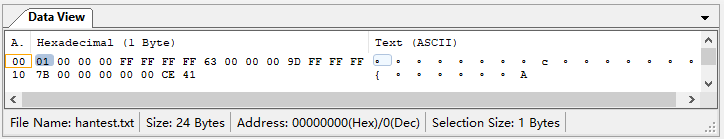 Data View
A. Hexadecimal (1 Byte) Text (ASCII)
00 01 00 00 00 FF FF FF FF 63 00 00 00 9D FF FF FF ∘ ∘ ∘ ∘ ∘ ∘ ∘ ∘ c ∘ ∘ ∘ ∘ ∘ ∘ ∘
10 7B 00 00 00 00 00 CE 41 { ∘ ∘ ∘ ∘ ∘ ∘ A
File Name: hantest.txt Size: 24 Bytes Address: 00000000(Hex)/0(Dec) Selection Size: 1 Bytes